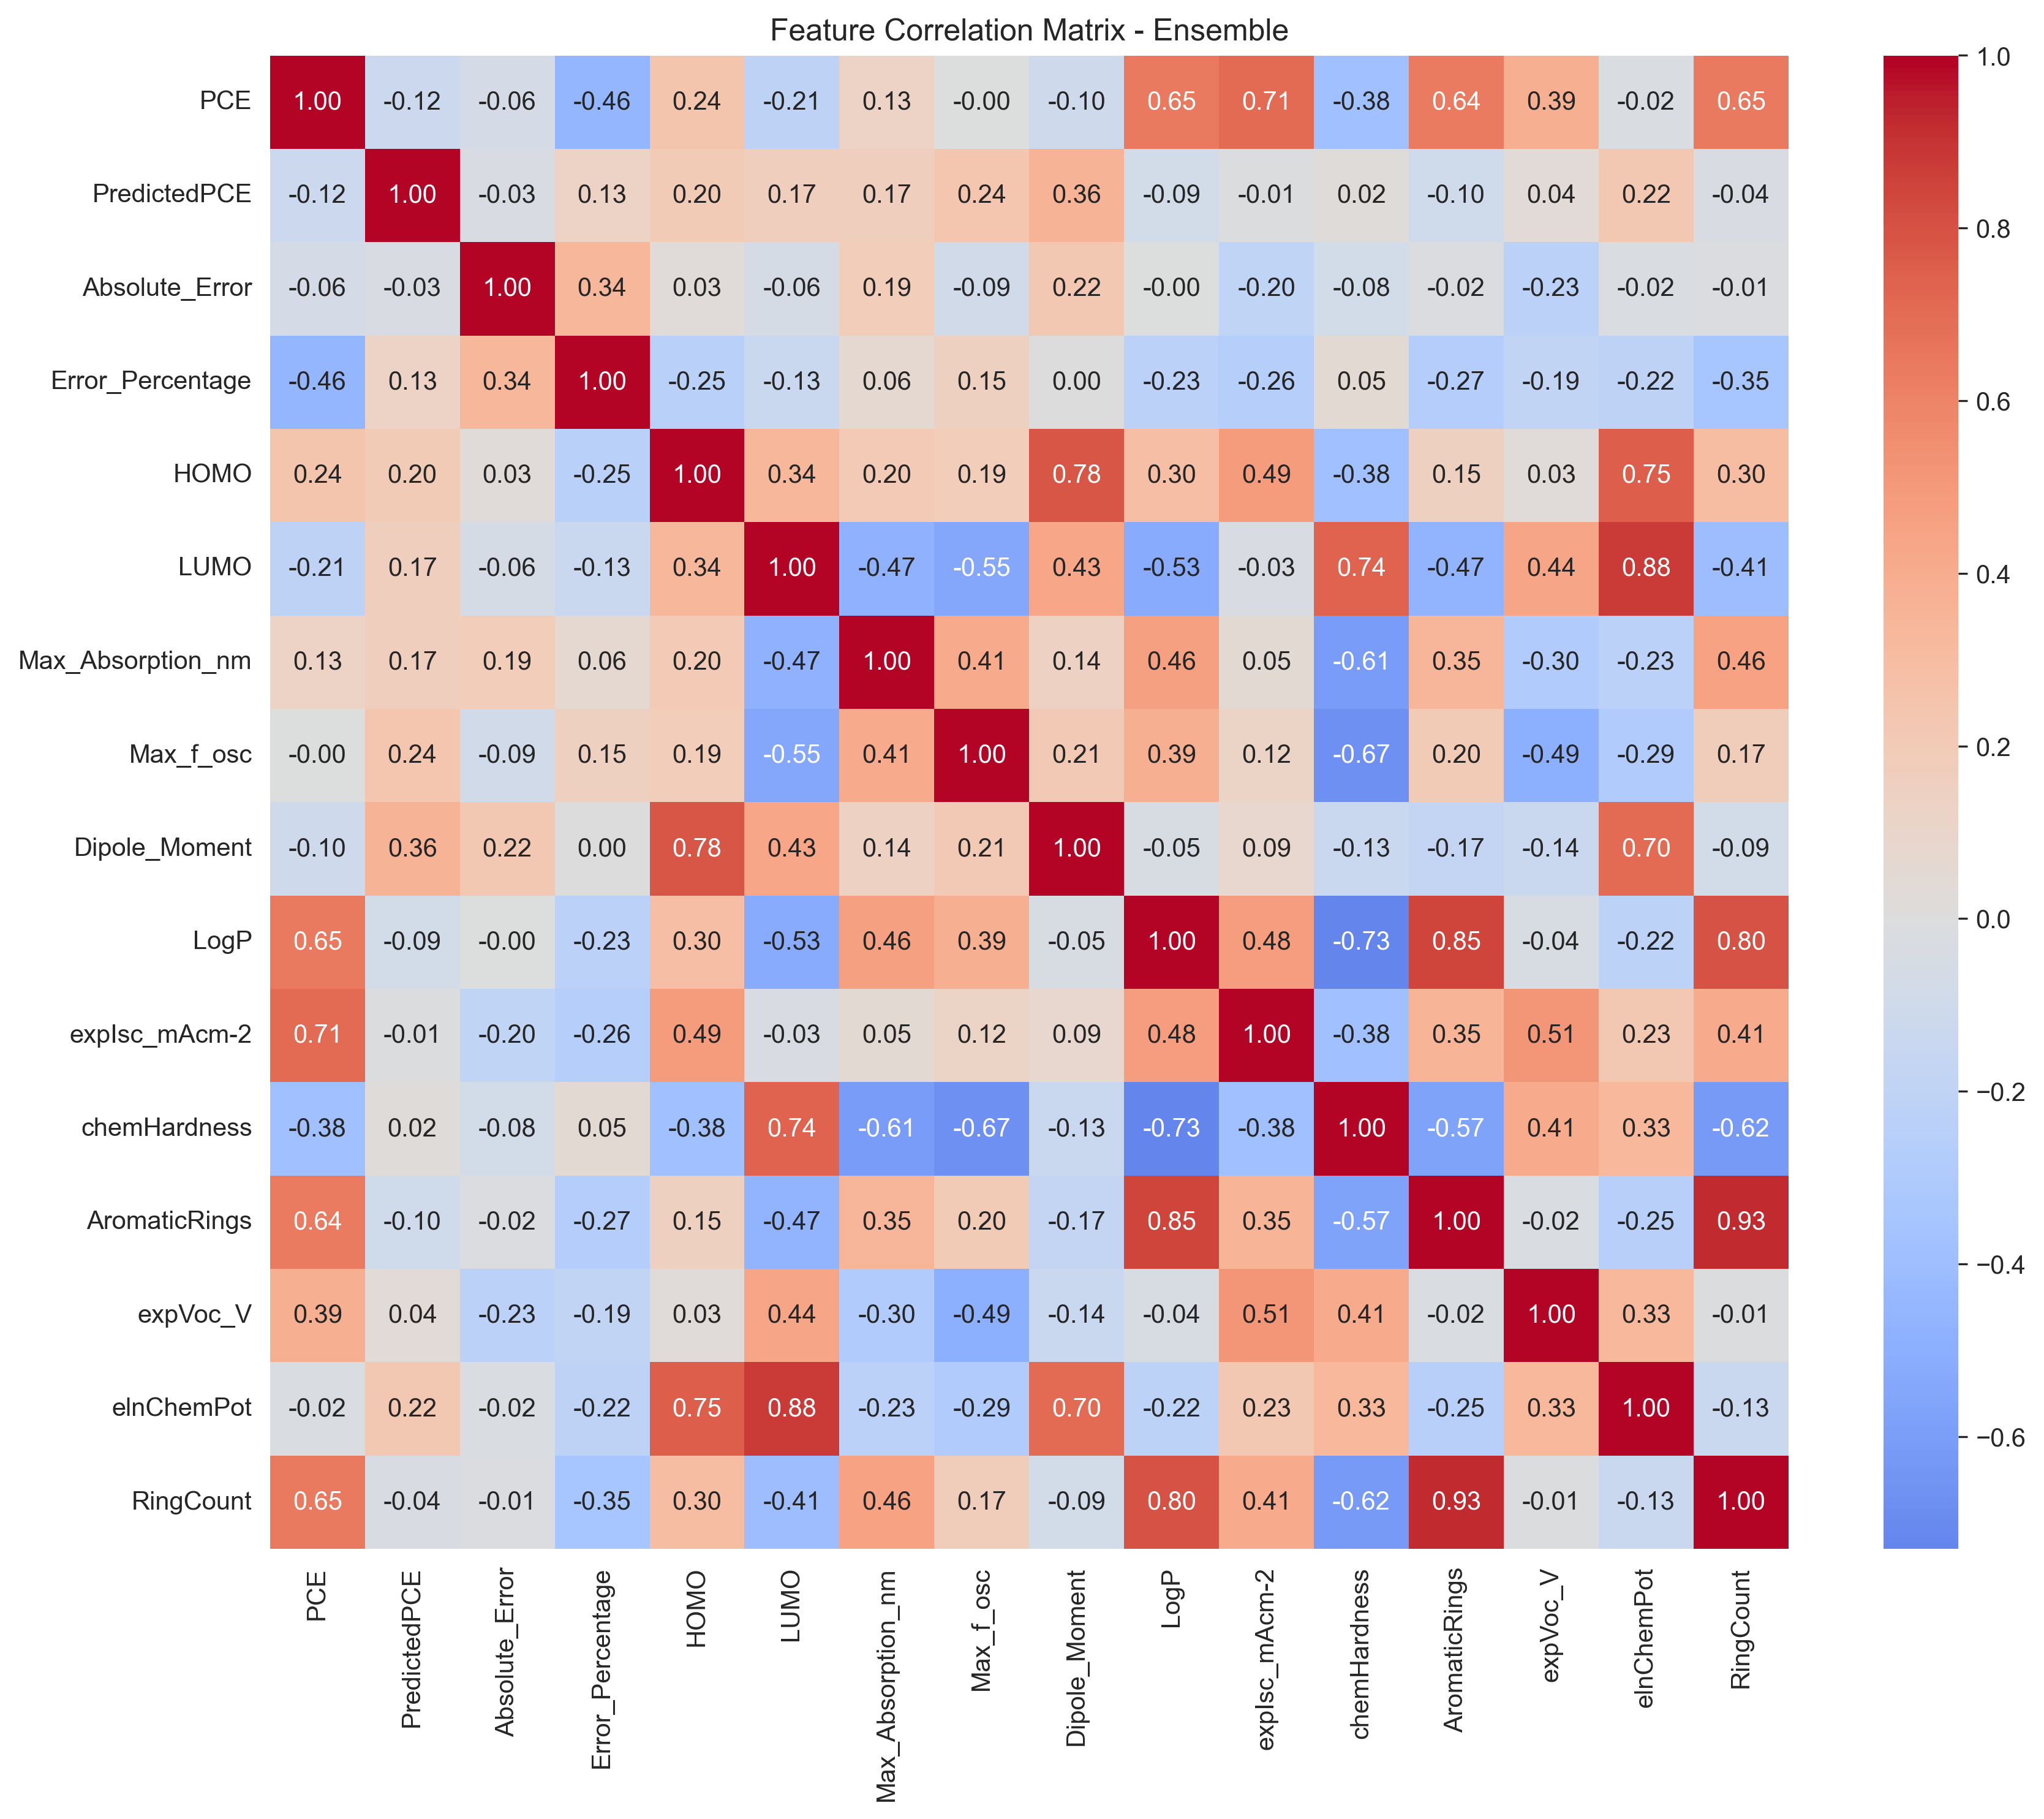 Feature Correlation Matrix - Ensemble
PCE 1.00 -0.12 -0.06 -0.46 0.24 -0.21 0.13 -0.00 -0.10 0.65 0.71 -0.38 0.64 0.39 -0.02 0.65
PredictedPCE -0.12 1.00 -0.03 0.13 0.20 0.17 0.17 0.24 0.36 -0.09 -0.01 0.02 -0.10 0.04 0.22 -0.04
Absolute_Error -0.06 -0.03 1.00 0.34 0.03 -0.06 0.19 -0.09 0.22 -0.00 -0.20 -0.08 -0.02 -0.23 -0.02 -0.01
Error_Percentage -0.46 0.13 0.34 1.00 -0.25 -0.13 0.06 0.15 0.00 -0.23 -0.26 0.05 -0.27 -0.19 -0.22 -0.35
HOMO 0.24 0.20 0.03 -0.25 1.00 0.34 0.20 0.19 0.78 0.30 0.49 -0.38 0.15 0.03 0.75 0.30
LUMO -0.21 0.17 -0.06 -0.13 0.34 1.00 -0.47 -0.55 0.43 -0.53 -0.03 0.74 -0.47 0.44 0.88 -0.41
Max_Absorption_nm 0.13 0.17 0.19 0.06 0.20 -0.47 1.00 0.41 0.14 0.46 0.05 -0.61 0.35 -0.30 -0.23 0.46
Max_f_osc -0.00 0.24 -0.09 0.15 0.19 -0.55 0.41 1.00 0.21 0.39 0.12 -0.67 0.20 -0.49 -0.29 0.17
Dipole_Moment -0.10 0.36 0.22 0.00 0.78 0.43 0.14 0.21 1.00 -0.05 0.09 -0.13 -0.17 -0.14 0.70 -0.09
LogP 0.65 -0.09 -0.00 -0.23 0.30 -0.53 0.46 0.39 -0.05 1.00 0.48 -0.73 0.85 -0.04 -0.22 0.80
expIsc_mAcm-2 0.71 -0.01 -0.20 -0.26 0.49 -0.03 0.05 0.12 0.09 0.48 1.00 -0.38 0.35 0.51 0.23 0.41
chemHardness -0.38 0.02 -0.08 0.05 -0.38 0.74 -0.61 -0.67 -0.13 -0.73 -0.38 1.00 -0.57 0.41 0.33 -0.62
AromaticRings 0.64 -0.10 -0.02 -0.27 0.15 -0.47 0.35 0.20 -0.17 0.85 0.35 -0.57 1.00 -0.02 -0.25 0.93
expVoc_V 0.39 0.04 -0.23 -0.19 0.03 0.44 -0.30 -0.49 -0.14 -0.04 0.51 0.41 -0.02 1.00 0.33 -0.01
elnChemPot -0.02 0.22 -0.02 -0.22 0.75 0.88 -0.23 -0.29 0.70 -0.22 0.23 0.33 -0.25 0.33 1.00 -0.13
RingCount 0.65 -0.04 -0.01 -0.35 0.30 -0.41 0.46 0.17 -0.09 0.80 0.41 -0.62 0.93 -0.01 -0.13 1.00
PCE
PredictedPCE
Absolute_Error
Error_Percentage
HOMO
LUMO
Max_Absorption_nm
Max_f_osc
Dipole_Moment
LogP
expIsc_mAcm-2
chemHardness
AromaticRings
expVoc_V
elnChemPot
RingCount
1.0
0.8
0.6
0.4
0.2
0.0
−0.2
−0.4
−0.6